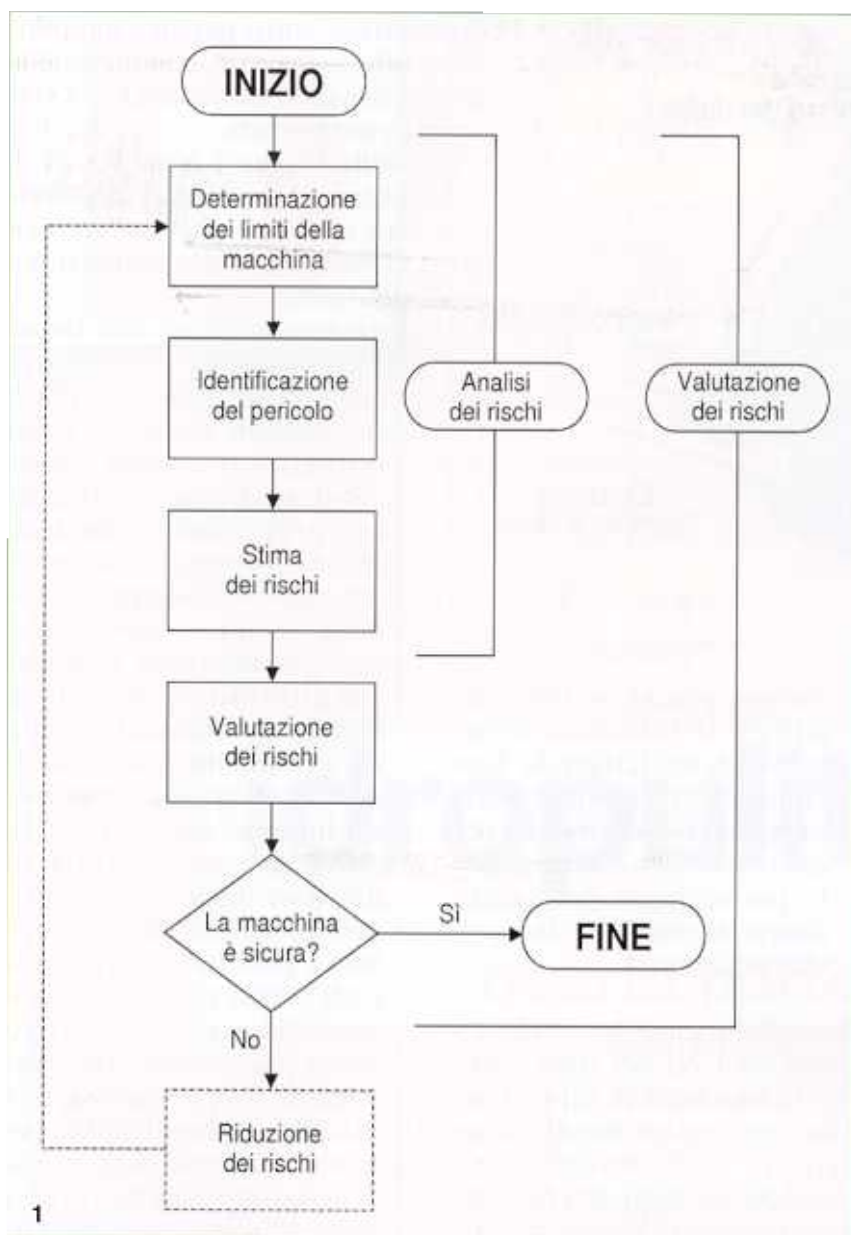 INIZIO
Determinazione
dei limiti della
macchina
Identificazione
del pericolo
Analisi
dei rischi
Valutazione
dei rischi
Stima
dei rischi
Valutazione
dei rischi
La macchina
è sicura?
Sì
FINE
No
Riduzione
dei rischi
1